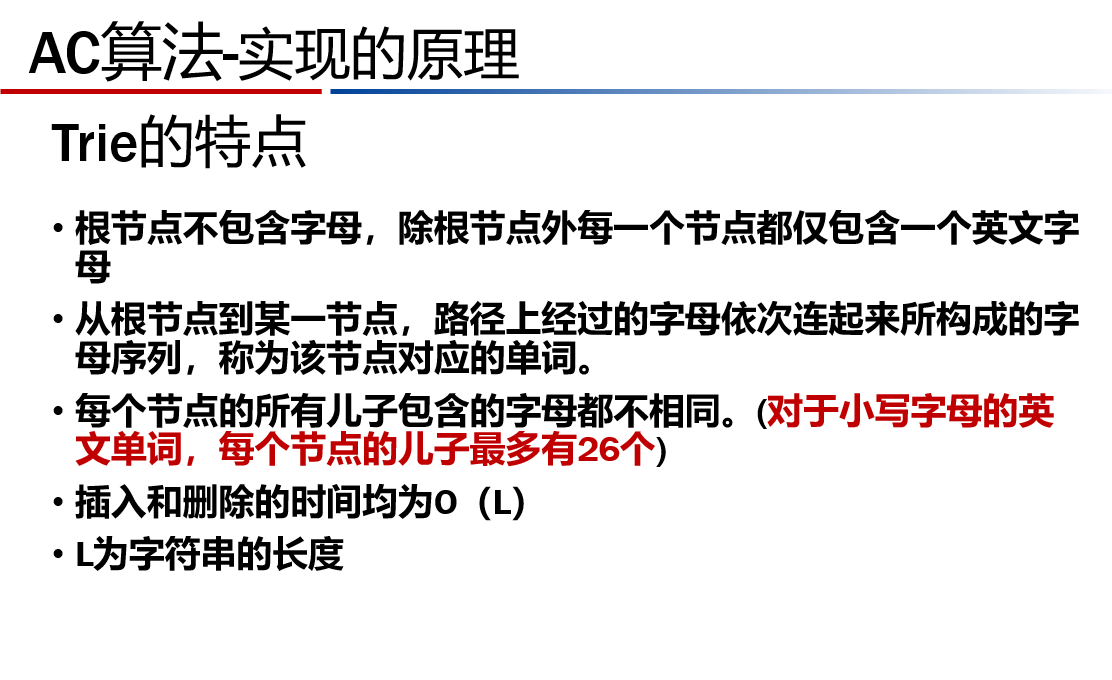 AC算法-实现的原理
Trie的特点
• 根节点不包含字母，除根节点外每一个节点都仅包含一个英文字
母
• 从根节点到某一节点，路径上经过的字母依次连起来所构成的字
母序列，称为该节点对应的单词。
• 每个节点的所有儿子包含的字母都不相同。(对于小写字母的英
文单词，每个节点的儿子最多有26个)
• 插入和删除的时间均为O（L）
• L为字符串的长度